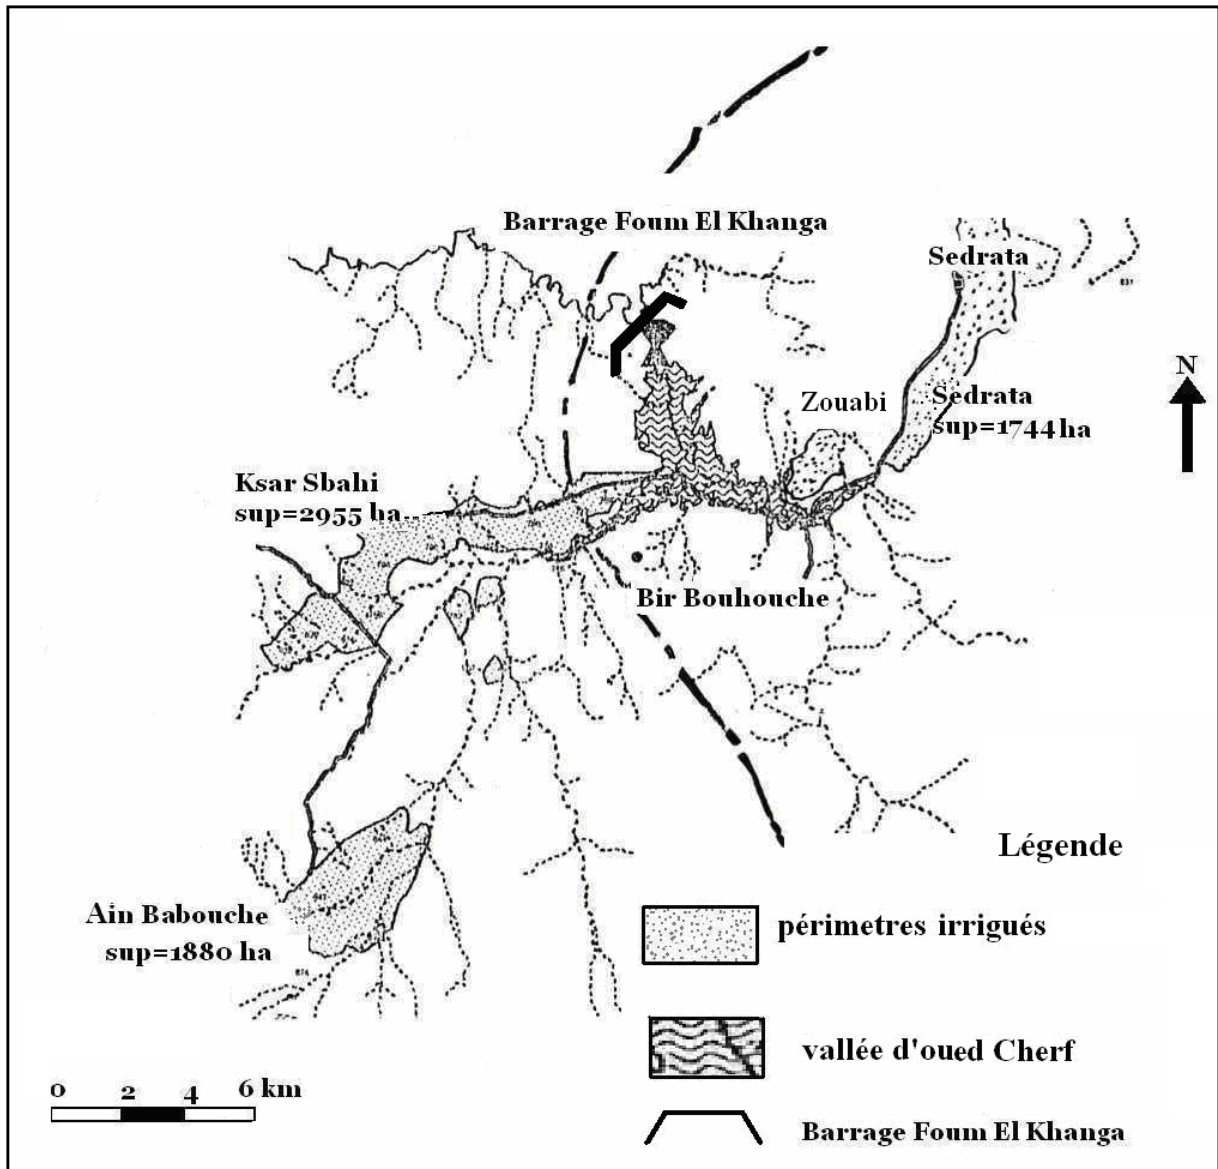 Barrage Foum El Khanga
Sedrata
N
Zouabi
Sedrata
sup=1744 ha
Ksar Sbahi
sup=2955 ha
Bir Bouhouche
Légende
Ain Babouche
sup=1880 ha
périmetres irrigués
vallée d'oued Cherf
0 2 4 6 km
Barrage Foum El Khanga